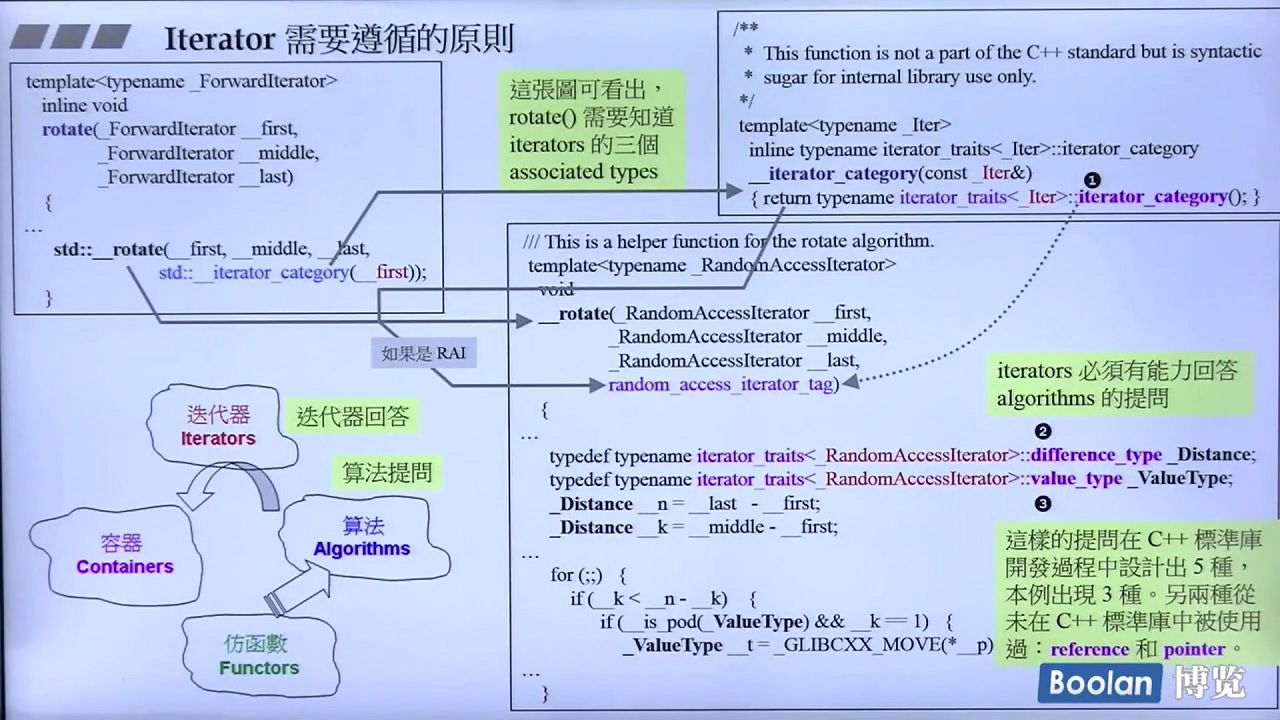 Iterator 需要遵循的原則
template<typename _ForwardIterator>
inline void
rotate(_ForwardIterator __first,
_ForwardIterator __middle,
_ForwardIterator __last)
{
...
std::__rotate(__first, __middle, __last,
std::__iterator_category(__first));
}
這張圖可看出，
rotate() 需要知道
iterators 的三個
associated types
/**
* This function is not a part of the C++ standard but is syntactic
* sugar for internal library use only.
*/
template<typename _Iter>
inline typename iterator_traits<_Iter>::iterator_category
__iterator_category(const _Iter&)
❶
{ return typename iterator_traits<_Iter>::iterator_category(); }
/// This is a helper function for the rotate algorithm.
template<typename _RandomAccessIterator>
void
__rotate(_RandomAccessIterator __first,
_RandomAccessIterator __middle,
_RandomAccessIterator __last,
random_access_iterator_tag)
{
...
❷
typedef typename iterator_traits<_RandomAccessIterator>::difference_type _Distance;
typedef typename iterator_traits<_RandomAccessIterator>::value_type _ValueType;
❸
_Distance __n = __last - __first;
_Distance __k = __middle - __first;
...
for (;;) {
if (__k < __n - __k) {
if (__is_pod(_ValueType) && __k == 1) {
_ValueType __t = _GLIBCXX_MOVE(*__p)
...
}
如果是 RAI
iterators 必須有能力回答
algorithms 的提問
這樣的提問在 C++ 標準庫
開發過程中設計出 5 種，
本例出現 3 種。另兩種從
未在 C++ 標準庫中被使用
過：reference 和 pointer。
迭代器
Iterators
迭代器回答
算法提問
容器
Containers
算法
Algorithms
仿函數
Functors
Boolan 博览